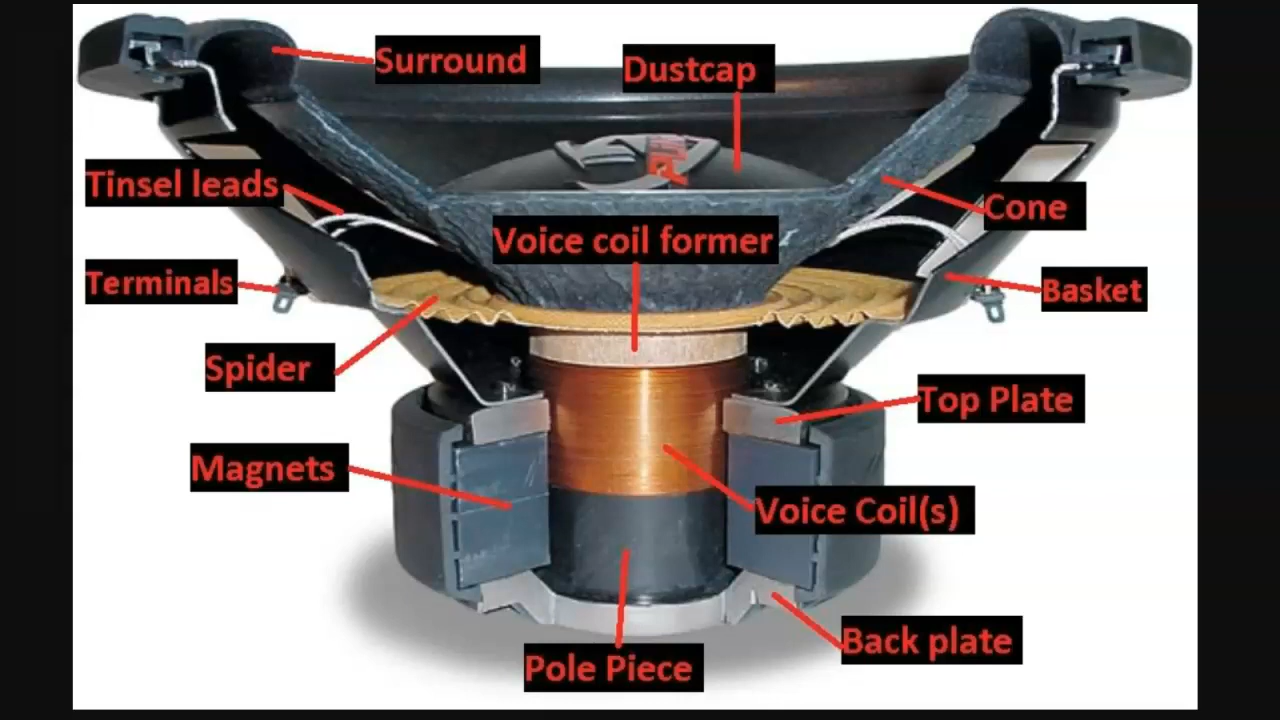 Surround
Dustcap
Tinsel leads
Cone
Voice coil former
Terminals
Basket
Spider
Top Plate
Magnets
Voice Coil(s)
Back plate
Pole Piece